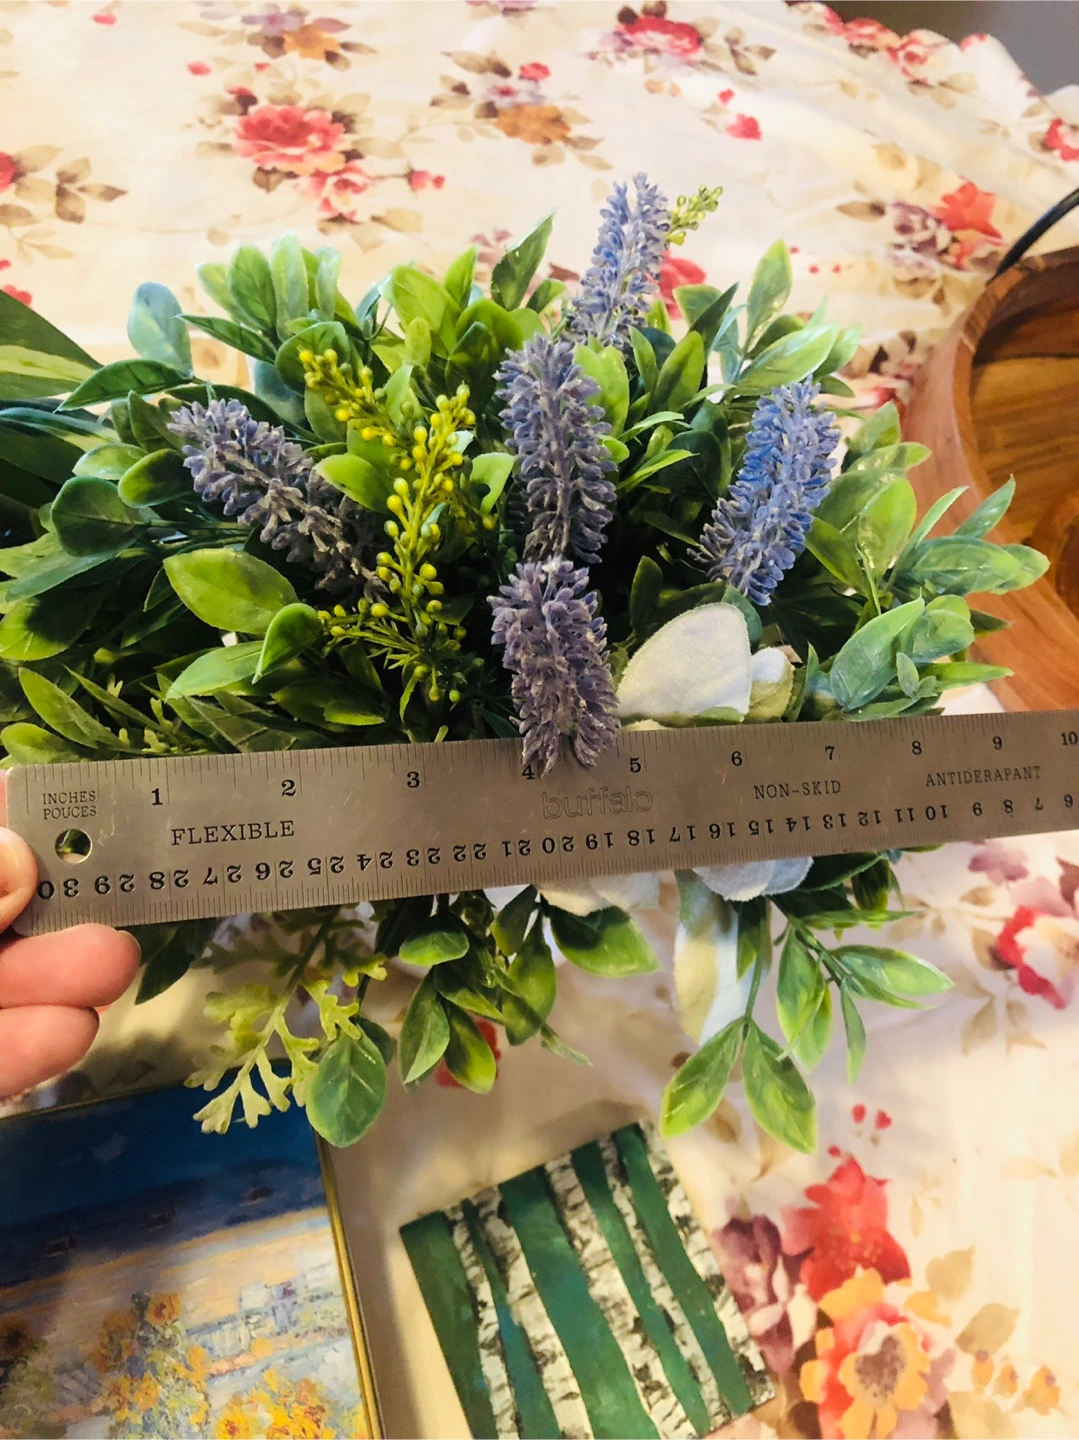 INCHES
POUCES
1 2 3 4 5 6 7 8 9 10
FLEXIBLE
buffalo
NON-SKID
ANTIDERAPANT
30 29 28 27 26 25 24 23 22 21 20 19 18 17 16 15 14 13 12 11 10 9 8 7 6